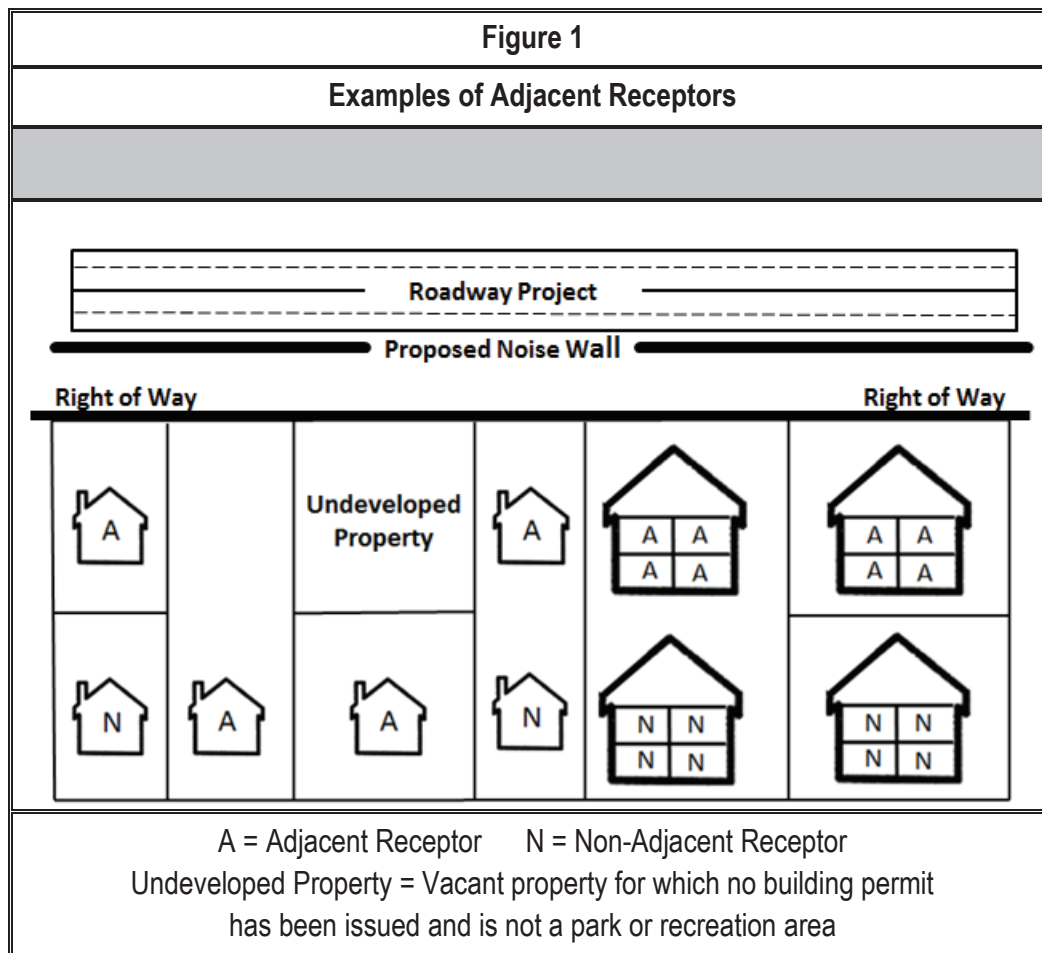 Figure 1
Examples of Adjacent Receptors
Roadway Project
Proposed Noise Wall
Right of Way Right of Way
Undeveloped
Property
A A A A A A
A A A A
N A A N N N N N
N N N N
A = Adjacent Receptor N = Non-Adjacent Receptor
Undeveloped Property = Vacant property for which no building permit
has been issued and is not a park or recreation area